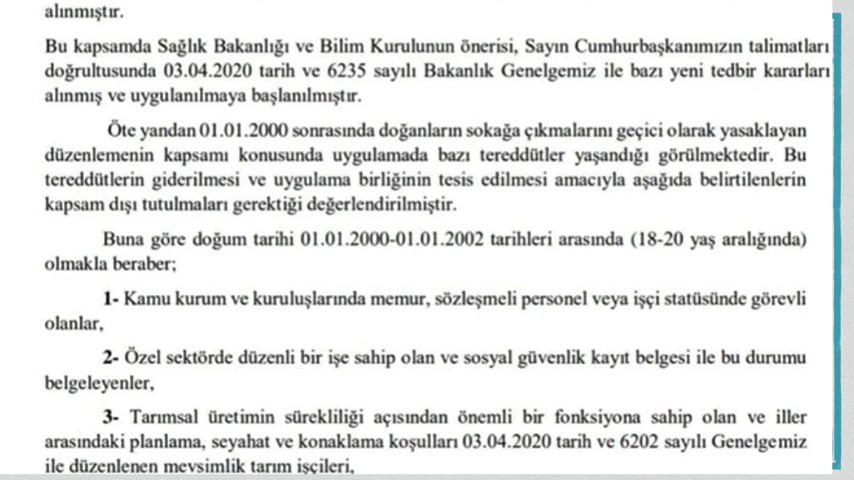 alınmıştır.
Bu kapsamda Sağlık Bakanlığı ve Bilim Kurulunun önerisi, Sayın Cumhurbaşkanımızın talimatları
doğrultusunda 03.04.2020 tarih ve 6235 sayılı Bakanlık Genelgemiz ile bazı yeni tedbir kararları
alınmış ve uygulanılmaya başlanılmıştır.
Öte yandan 01.01.2000 sonrasında doğanların sokağa çıkmalarını geçici olarak yasaklayan
düzenlemenin kapsamı konusunda uygulamada bazı tereddütler yaşandığı görülmektedir. Bu
tereddütlerin giderilmesi ve uygulama birliğinin tesis edilmesi amacıyla aşağıda belirtilenlerin
kapsam dışı tutulmaları gerektiği değerlendirilmiştir.
Buna göre doğum tarihi 01.01.2000-01.01.2002 tarihleri arasında (18-20 yaş aralığında)
olmakla beraber;
1- Kamu kurum ve kuruluşlarında memur, sözleşmeli personel veya işçi statüsünde görevli
olanlar,
2- Özel sektörde düzenli bir işe sahip olan ve sosyal güvenlik kayıt belgesi ile bu durumu
belgeleyenler,
3- Tarımsal üretimin sürekliliği açısından önemli bir fonksiyona sahip olan ve iller
arasındaki planlama, seyahat ve konaklama koşulları 03.04.2020 tarih ve 6202 sayılı Genelgemiz
ile düzenlenen mevsimlik tarım işçileri,